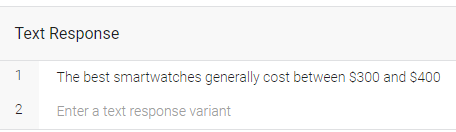 Text Response
1 The best smartwatches generally cost between $300 and $400
2 Enter a text response variant